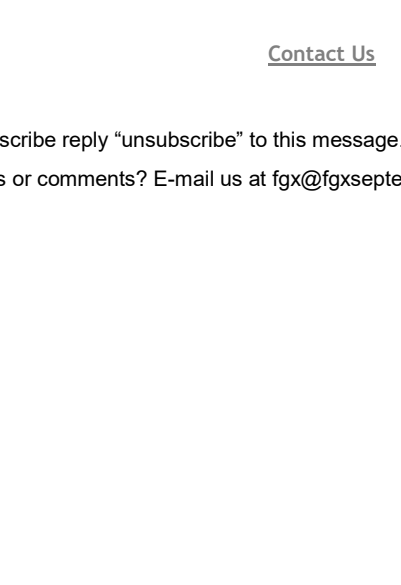 Contact Us
scribe reply “unsubscribe” to this message.
s or comments? E-mail us at fgx@fgxsepte